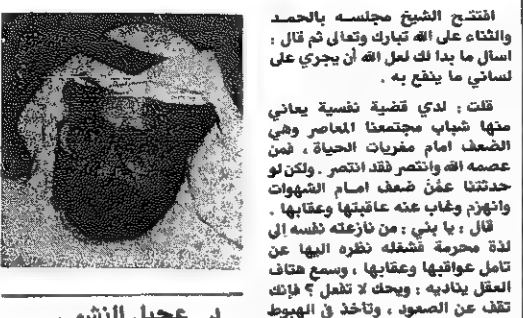 افتتح الشيخ مجلسه بالحمد
والثناء على الله تبارك وتعالى ثم قال :
اسأل ما بدا لك لعل الله أن يجري على
لساني ما ينفع به .
قلت : لدي قضية نفسية يعاني
منها شباب مجتمعنا المعاصر وهي
الضعف امام مغريات الحياة ، فمن
عصمه الله وانتصر فقد انتصر . ولكن لو
حدثتنا عمَّن ضعف امام الشهوات
وانهزم وغاب عنه عاقبتها وعقابها .
قال : يا بني : من نازعته نفسه إلى
لذة محرمة فشغله نظره اليها عن
تأمل عواقبها وعقابها ، وسمع هتاف
العقل يناديه : ويحك لا تفعل ؟ فإنك
تقف عن الصعود ، وتأخذ في الهبوط
د. عجيل النشمي